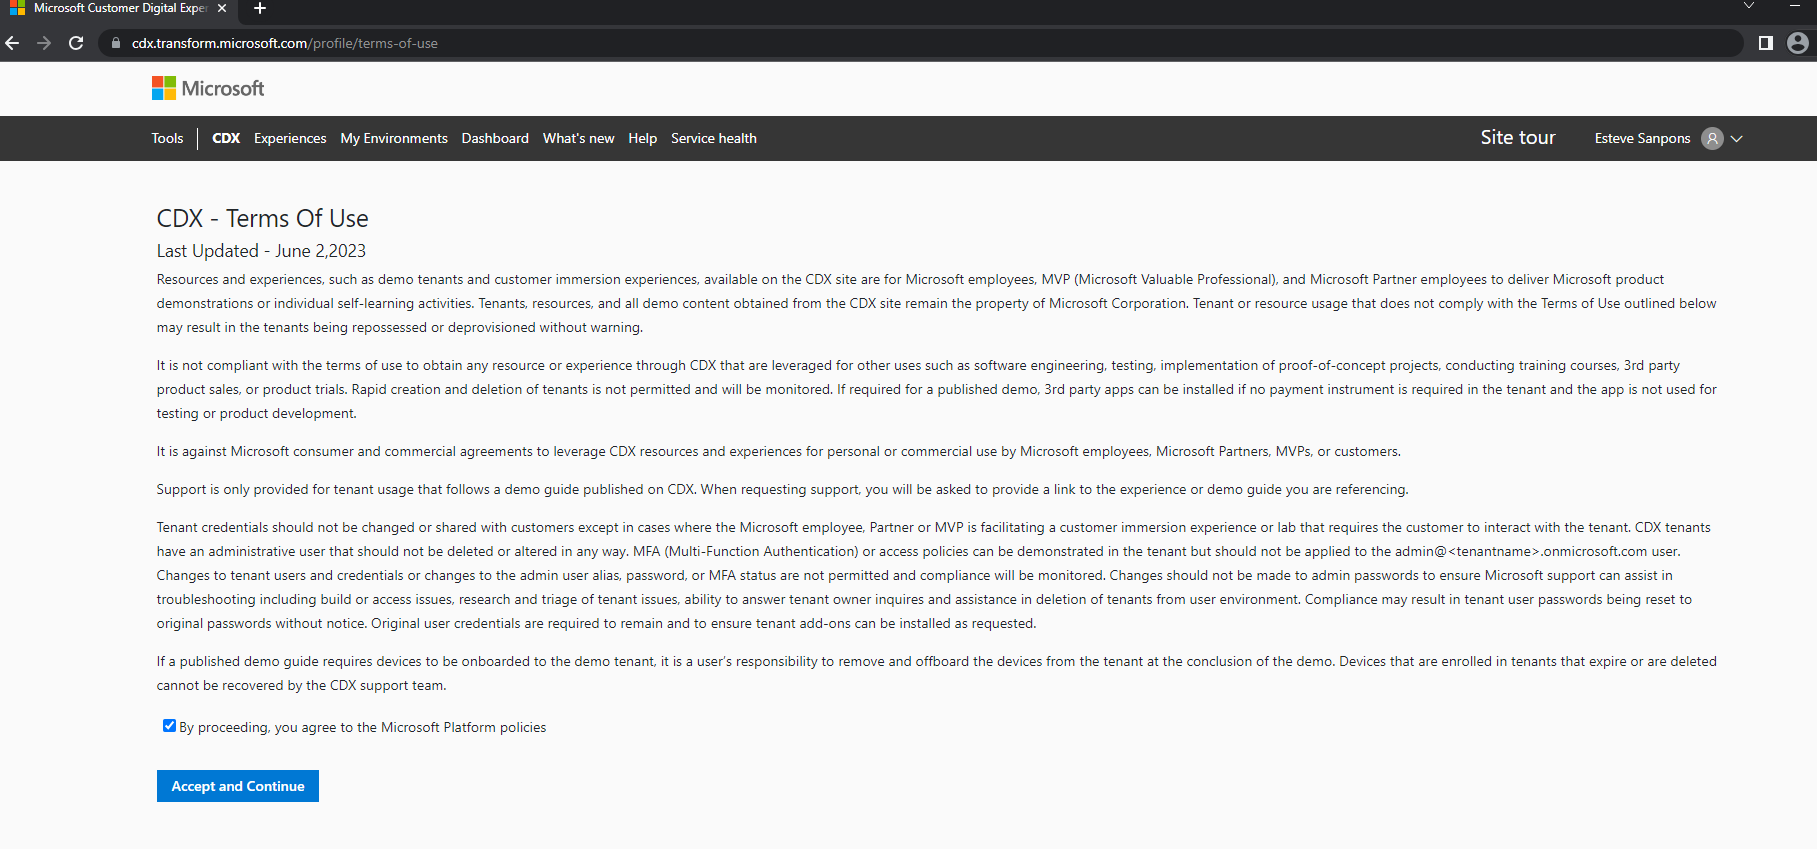 Microsoft Customer Digital Exper
cdx.transform.microsoft.com/profile/terms-of-use
Microsoft
Tools CDX Experiences My Environments Dashboard What's new Help Service health Site tour Esteve Sanpons
CDX - Terms Of Use
Last Updated - June 2,2023
Resources and experiences, such as demo tenants and customer immersion experiences, available on the CDX site are for Microsoft employees, MVP (Microsoft Valuable Professional), and Microsoft Partner employees to deliver Microsoft product
demonstrations or individual self-learning activities. Tenants, resources, and all demo content obtained from the CDX site remain the property of Microsoft Corporation. Tenant or resource usage that does not comply with the Terms of Use outlined below
may result in the tenants being repossessed or deprovisioned without warning.
It is not compliant with the terms of use to obtain any resource or experience through CDX that are leveraged for other uses such as software engineering, testing, implementation of proof-of-concept projects, conducting training courses, 3rd party
product sales, or product trials. Rapid creation and deletion of tenants is not permitted and will be monitored. If required for a published demo, 3rd party apps can be installed if no payment instrument is required in the tenant and the app is not used for
testing or product development.
It is against Microsoft consumer and commercial agreements to leverage CDX resources and experiences for personal or commercial use by Microsoft employees, Microsoft Partners, MVPs, or customers.
Support is only provided for tenant usage that follows a demo guide published on CDX. When requesting support, you will be asked to provide a link to the experience or demo guide you are referencing.
Tenant credentials should not be changed or shared with customers except in cases where the Microsoft employee, Partner or MVP is facilitating a customer immersion experience or lab that requires the customer to interact with the tenant. CDX tenants
have an administrative user that should not be deleted or altered in any way. MFA (Multi-Function Authentication) or access policies can be demonstrated in the tenant but should not be applied to the admin@<tenantname>.onmicrosoft.com user.
Changes to tenant users and credentials or changes to the admin user alias, password, or MFA status are not permitted and compliance will be monitored. Changes should not be made to admin passwords to ensure Microsoft support can assist in
troubleshooting including build or access issues, research and triage of tenant issues, ability to answer tenant owner inquires and assistance in deletion of tenants from user environment. Compliance may result in tenant user passwords being reset to
original passwords without notice. Original user credentials are required to remain and to ensure tenant add-ons can be installed as requested.
If a published demo guide requires devices to be onboarded to the demo tenant, it is a user's responsibility to remove and offboard the devices from the tenant at the conclusion of the demo. Devices that are enrolled in tenants that expire or are deleted
cannot be recovered by the CDX support team.
By proceeding, you agree to the Microsoft Platform policies
Accept and Continue